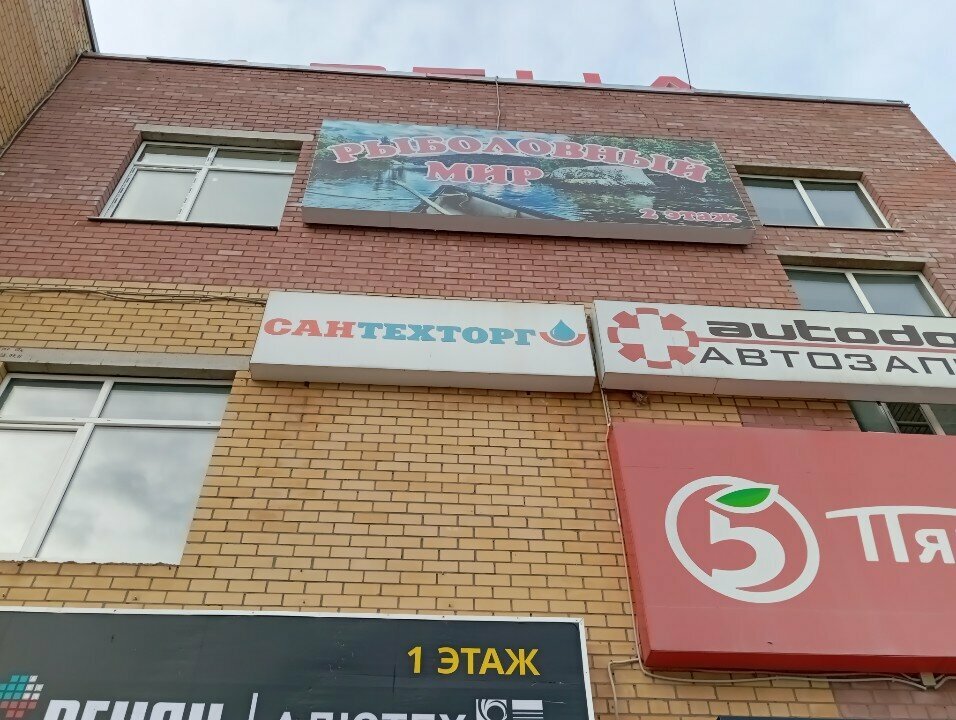 РЫБОЛОВНЫЙ
МИР
2 этаж
САНТЕХТОРГ
autodo
АВТОЗАП
5
Пя
1 ЭТАЖ